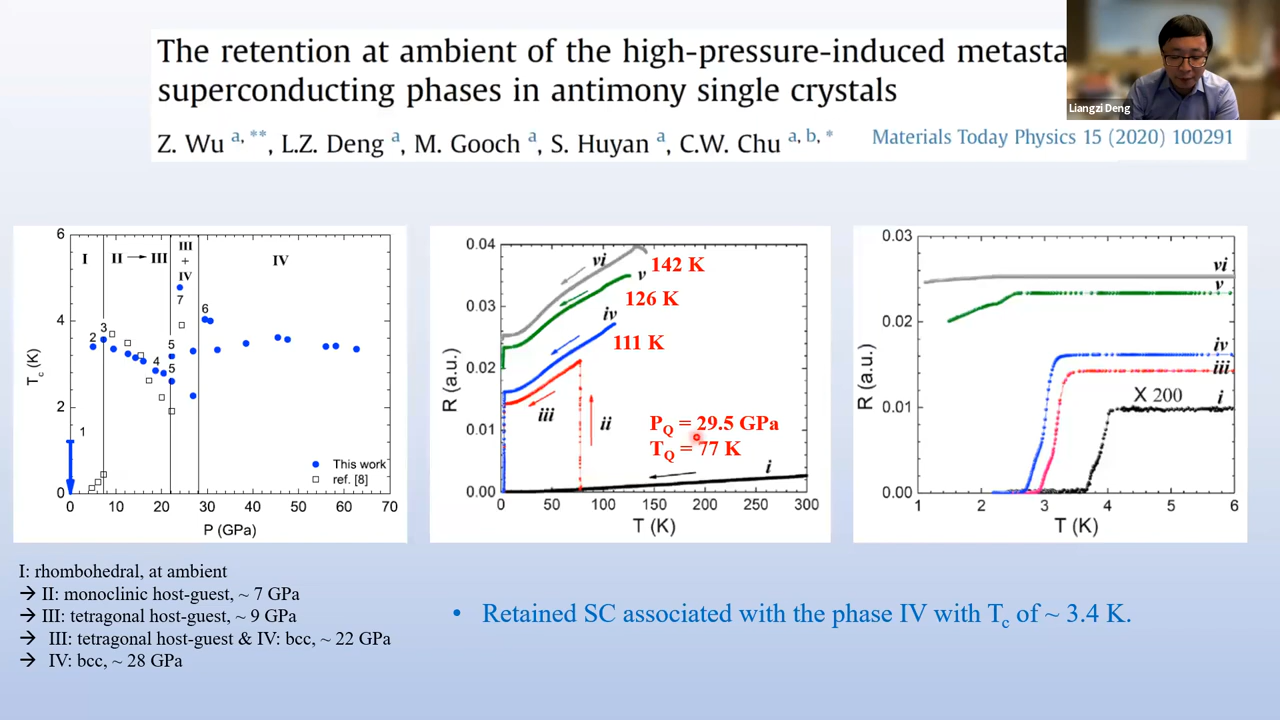 The retention at ambient of the high-pressure-induced metasta
superconducting phases in antimony single crystals
Z. Wu a,**, L.Z. Deng a, M. Gooch a, S. Huyan a, C.W. Chu a,b,*
Materials Today Physics 15 (2020) 100291
Liangzi Deng
6
4
2
0
Tc (K)
0
10
20
30
40
50
60
70
P (GPa)
I
II → III
III
+
IV
IV
1
2
3
4
5
5
6
7
This work
ref. [8]
0.04
0.03
0.02
0.01
0.00
R (a.u.)
0
50
100
150
200
250
300
T (K)
vi
142 K
v
126 K
iv
111 K
iii
ii
PQ = 29.5 GPa
TQ = 77 K
i
0.03
0.02
0.01
0.00
R (a.u.)
1
2
3
4
5
6
T (K)
vi
v
iv
iii
X 200
i
I: rhombohedral, at ambient
→ II: monoclinic host-guest, ~ 7 GPa
→ III: tetragonal host-guest, ~ 9 GPa
→ III: tetragonal host-guest & IV: bcc, ~ 22 GPa
→ IV: bcc, ~ 28 GPa
• Retained SC associated with the phase IV with Tc of ~ 3.4 K.